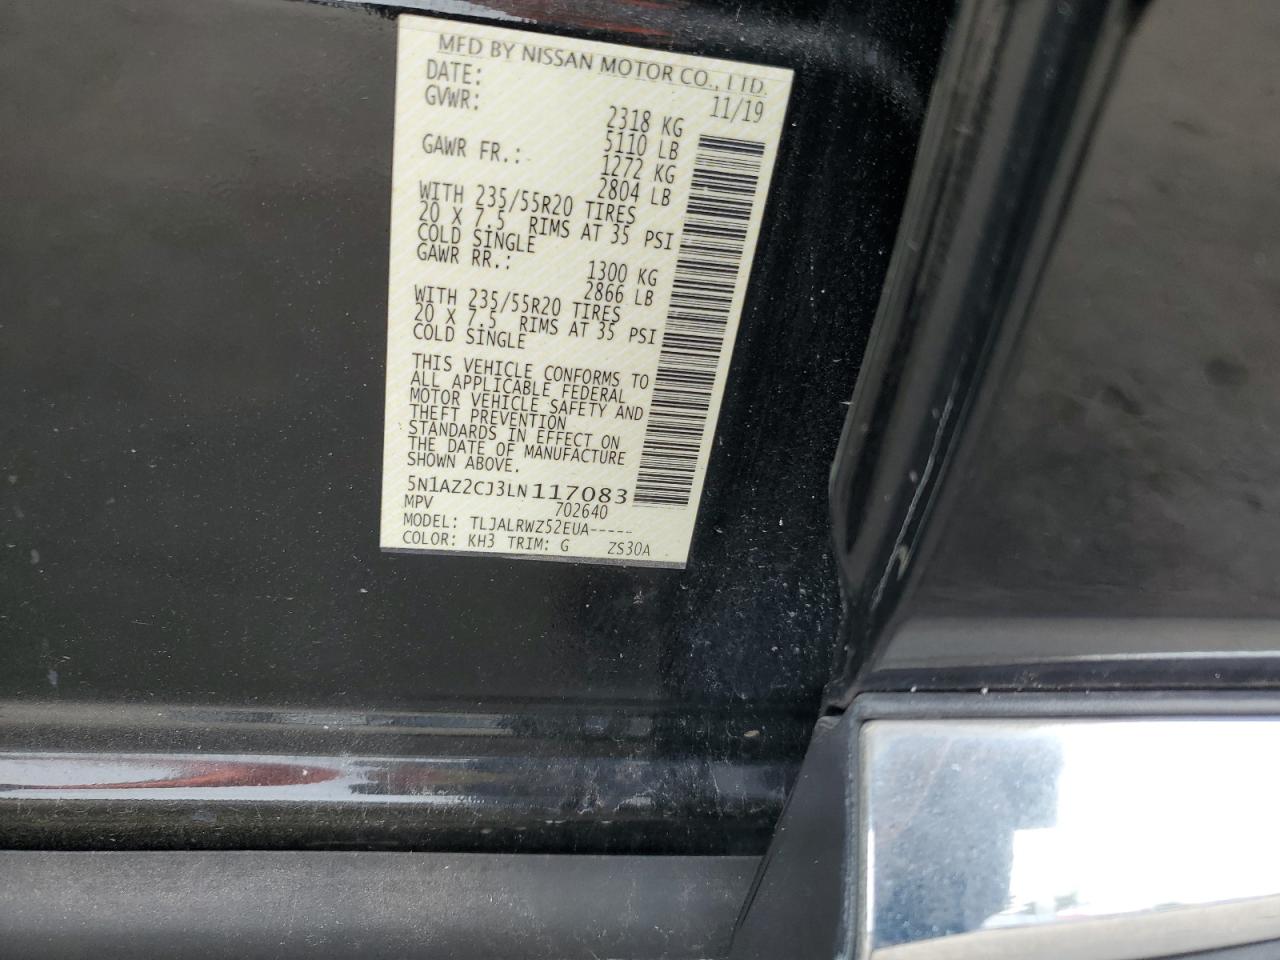 MFD BY NISSAN MOTOR CO., LTD.
DATE: 11/19
GVWR: 2318 KG
5110 LB
GAWR FR.: 1272 KG
2804 LB
WITH 235/55R20 TIRES
20 X 7.5 RIMS AT 35 PSI
COLD SINGLE
GAWR RR.: 1300 KG
2866 LB
WITH 235/55R20 TIRES
20 X 7.5 RIMS AT 35 PSI
COLD SINGLE
THIS VEHICLE CONFORMS TO
ALL APPLICABLE FEDERAL
MOTOR VEHICLE SAFETY AND
THEFT PREVENTION
STANDARDS IN EFFECT ON
THE DATE OF MANUFACTURE
SHOWN ABOVE.
5N1AZ2CJ3LN117083
MPV 702640
MODEL: TLJALRWZ52EUA-----
COLOR: KH3 TRIM: G ZS30A